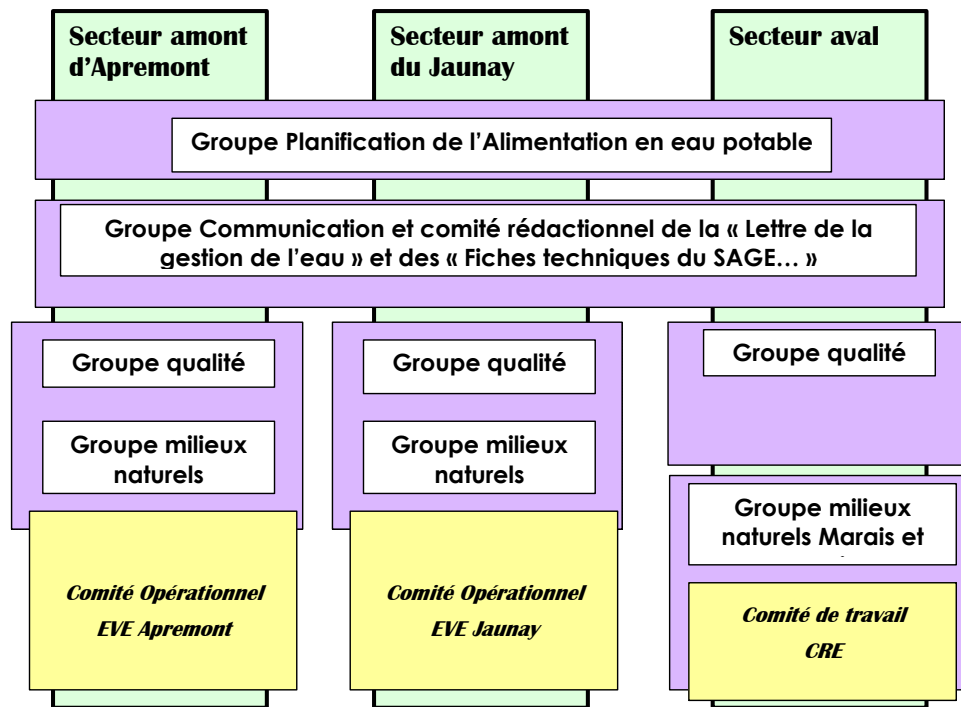 Secteur amont
d'Apremont
Secteur amont
du Jaunay
Secteur aval
Groupe Planification de l'Alimentation en eau potable
Groupe Communication et comité rédactionnel de la « Lettre de la
gestion de l'eau » et des « Fiches techniques du SAGE… »
Groupe qualité
Groupe qualité
Groupe qualité
Groupe milieux
naturels
Groupe milieux
naturels
Groupe milieux
naturels Marais et
Comité Opérationnel
EVE Apremont
Comité Opérationnel
EVE Jaunay
Comité de travail
CRE